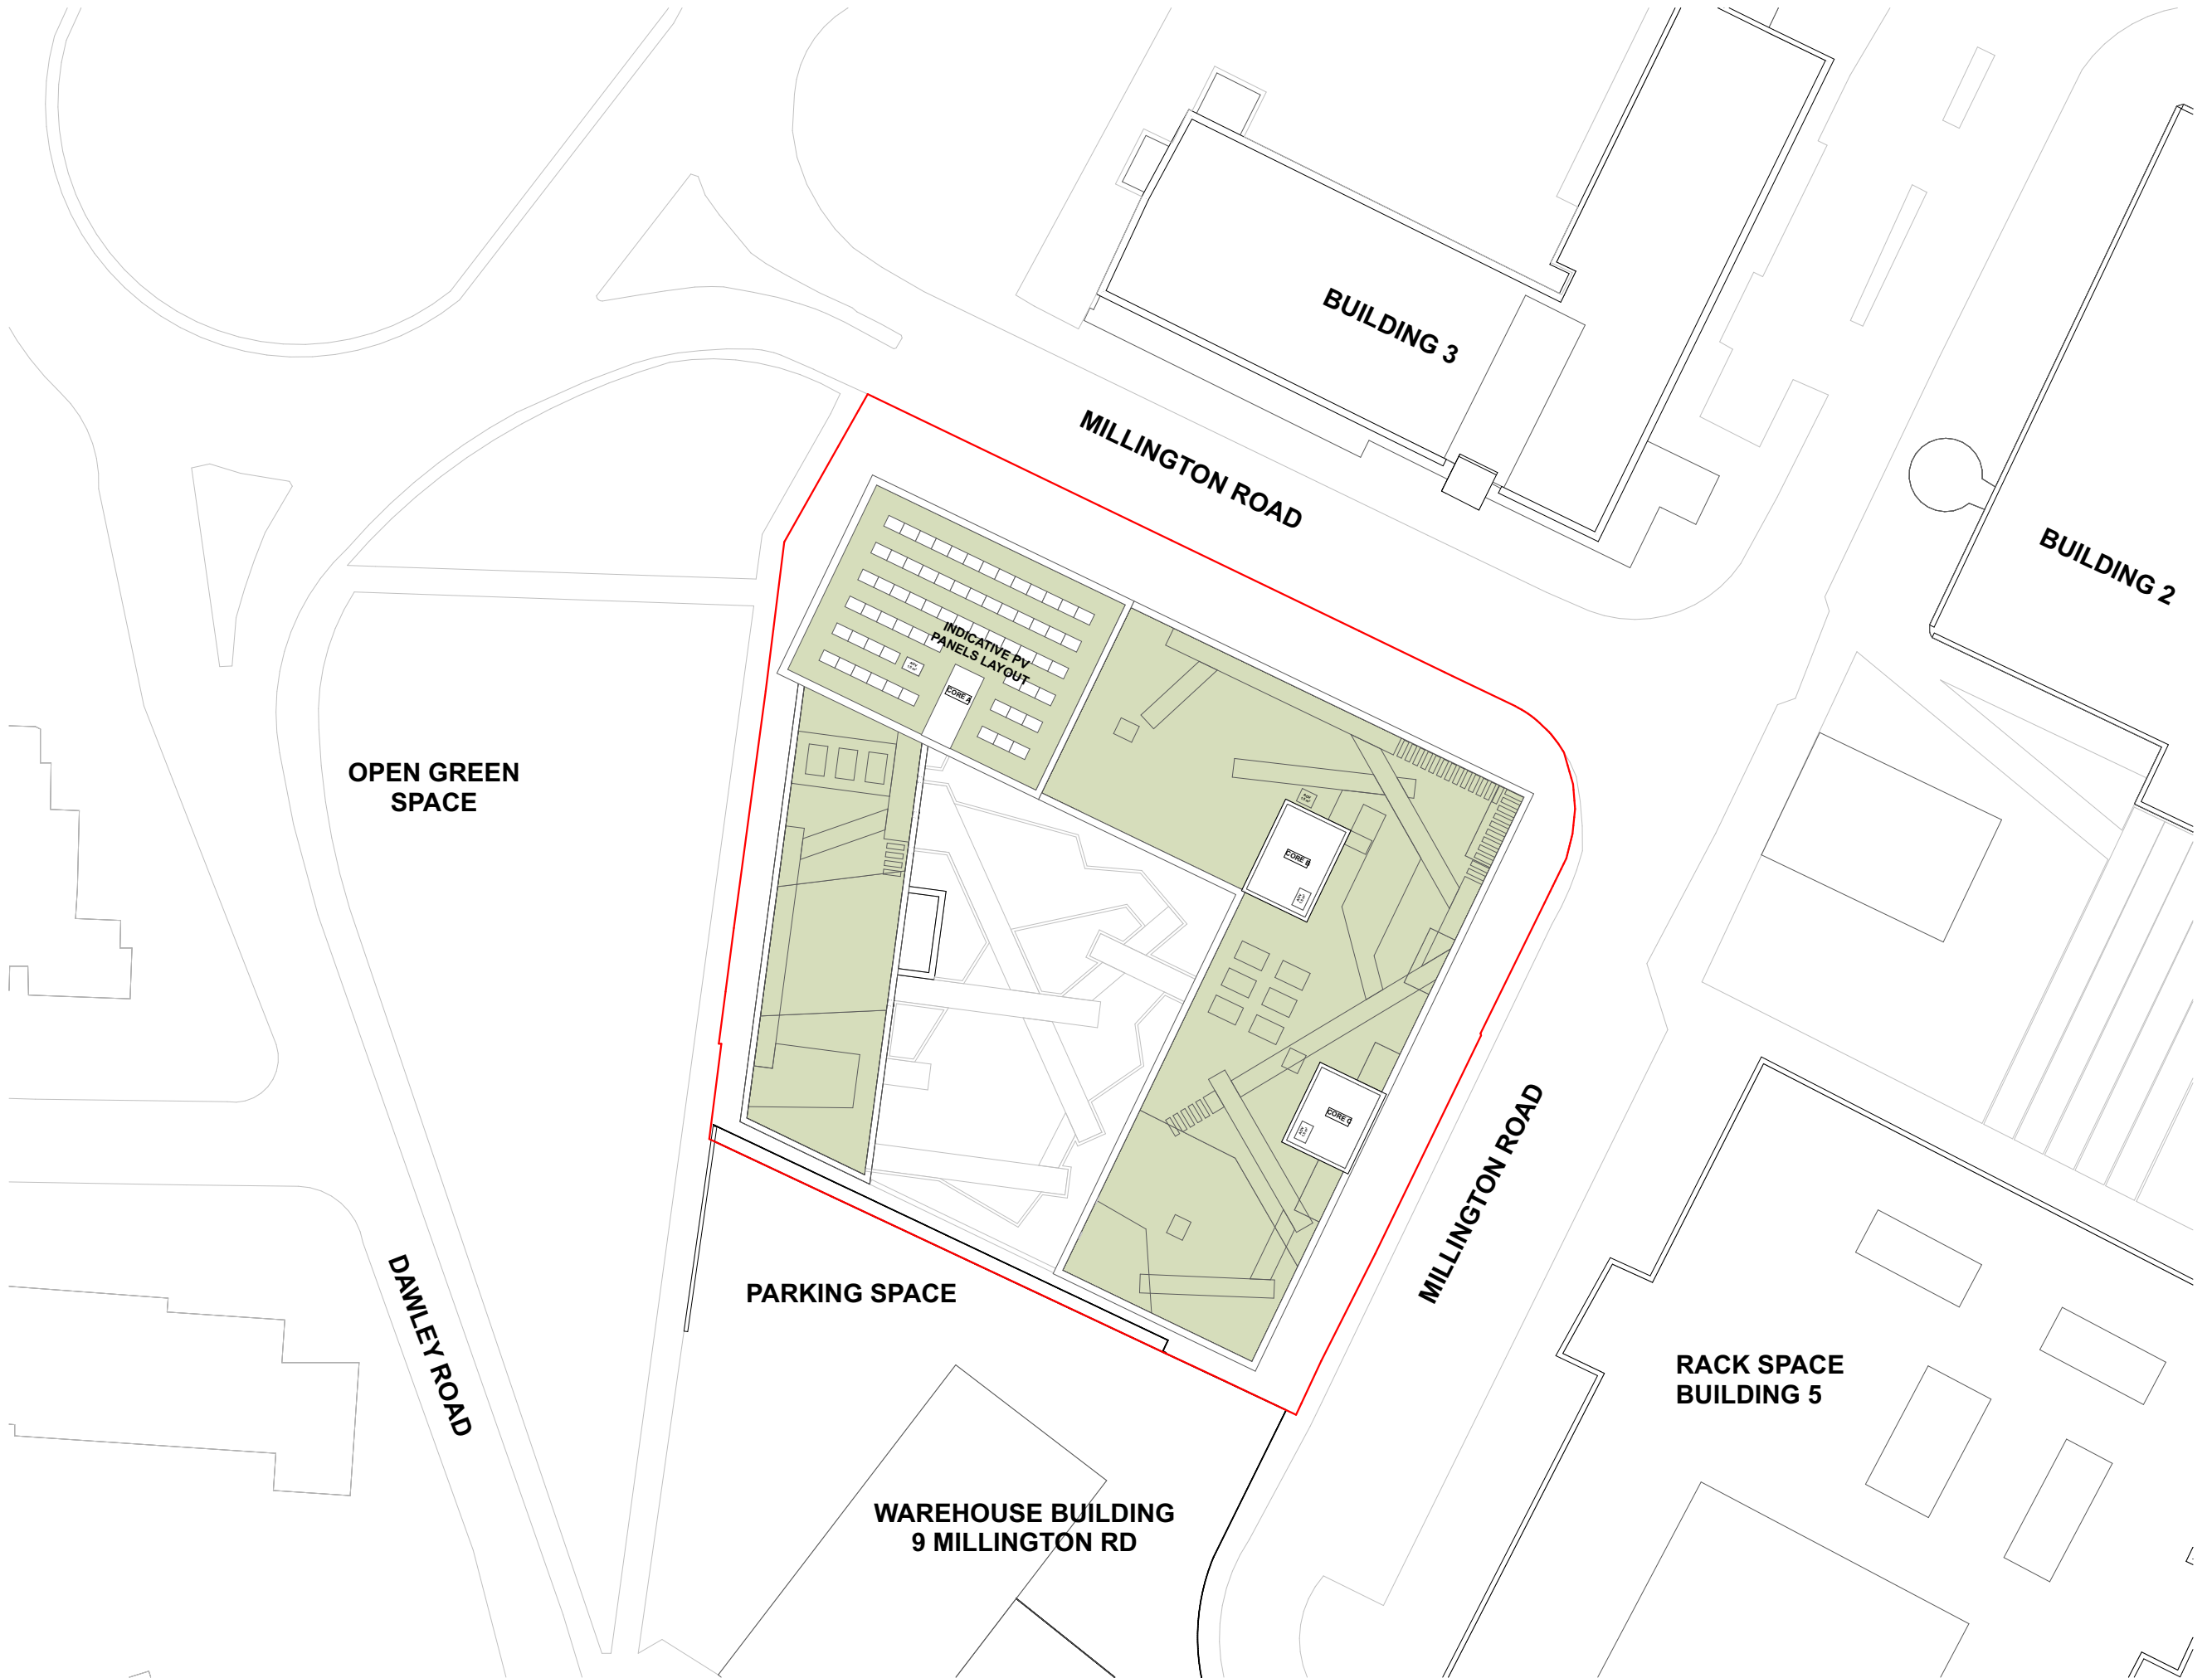 BUILDING 3
MILLINGTON ROAD
BUILDING 2
INDICATIVE PV
PANELS LAYOUT
CORE A
OPEN GREEN
SPACE
CORE B
CORE C
MILLINGTON ROAD
DAWLEY ROAD
PARKING SPACE
RACK SPACE
BUILDING 5
WAREHOUSE BUILDING
9 MILLINGTON RD